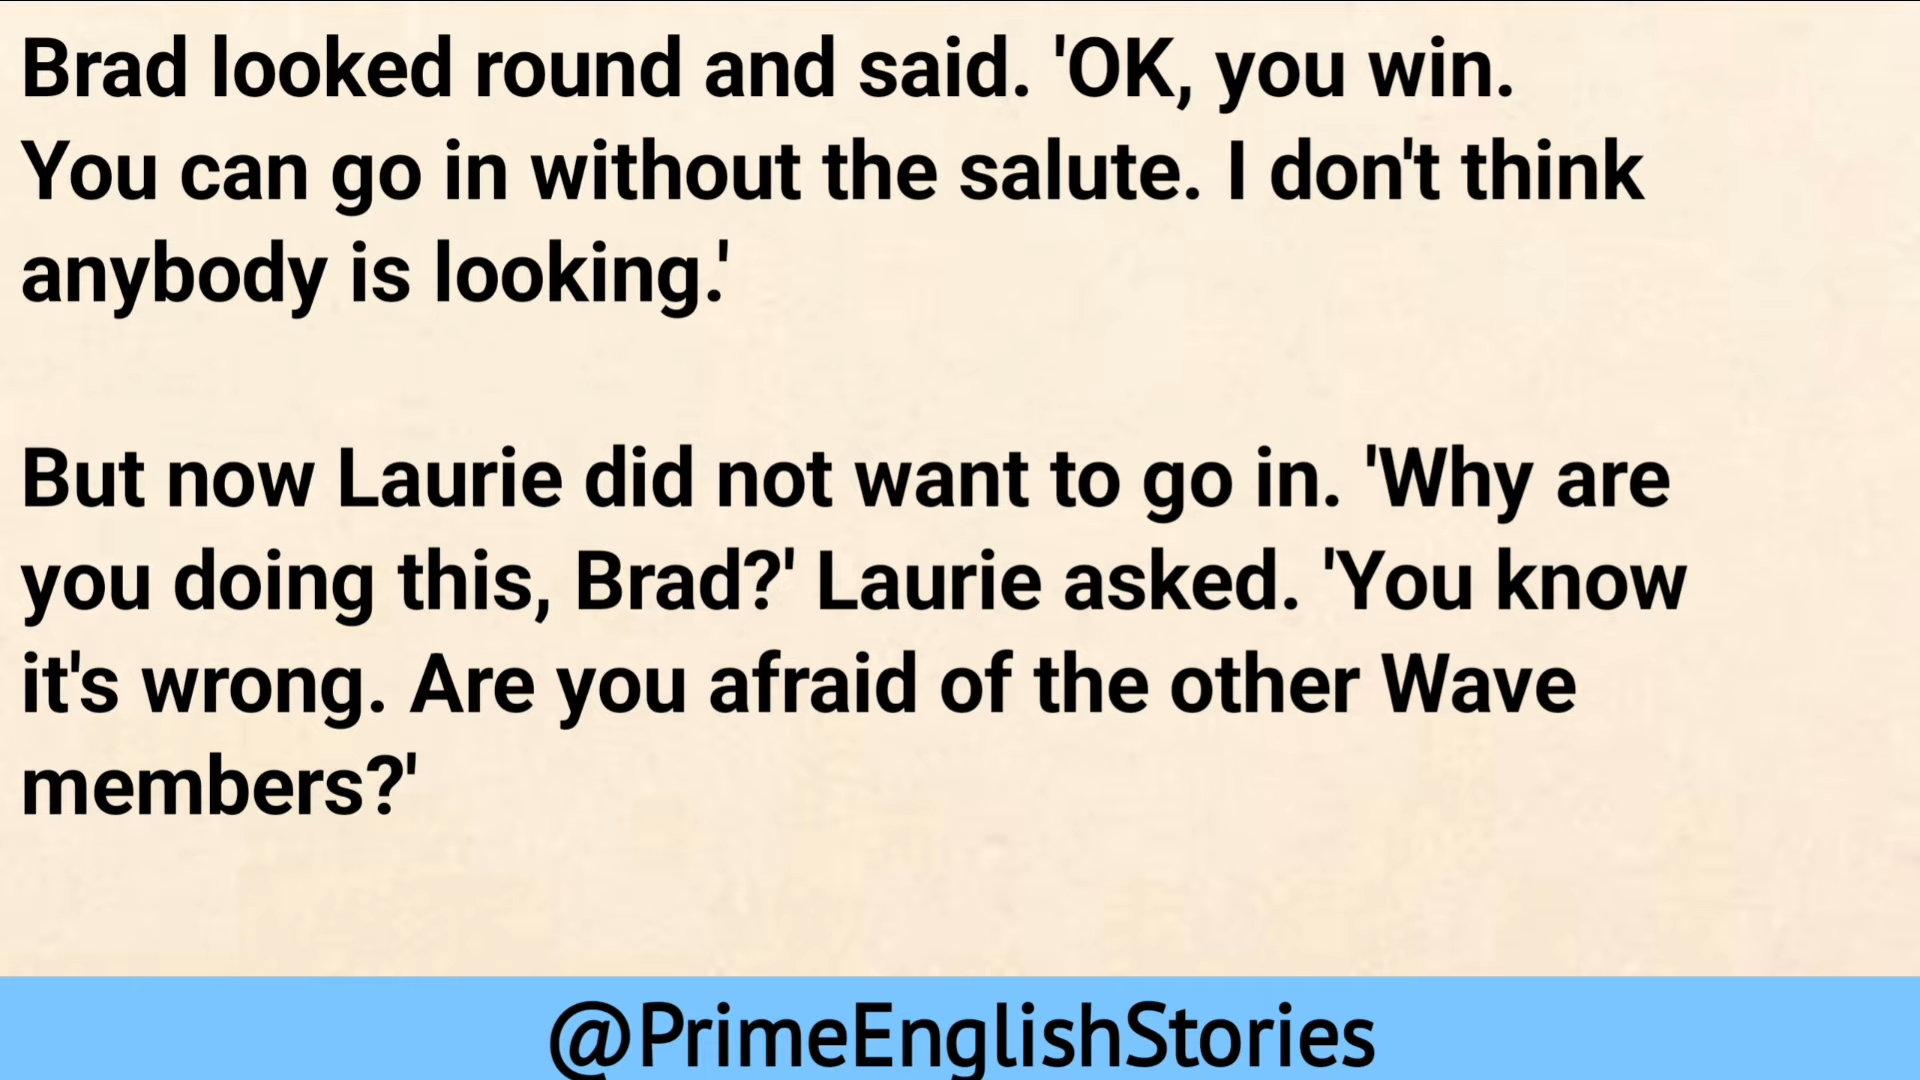 Brad looked round and said. 'OK, you win.
You can go in without the salute. I don't think
anybody is looking.'
But now Laurie did not want to go in. 'Why are
you doing this, Brad?' Laurie asked. 'You know
it's wrong. Are you afraid of the other Wave
members?'
@PrimeEnglishStories